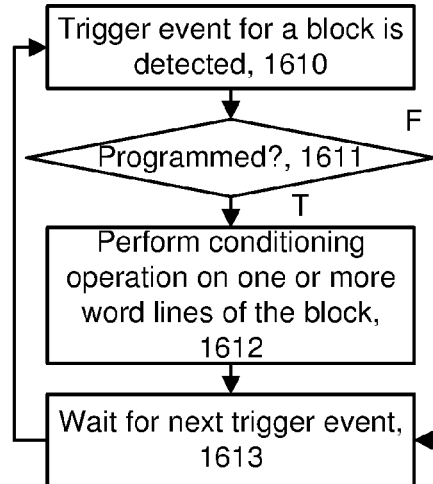 Trigger event for a block is
detected, 1610
F
Programmed?, 1611
T
Perform conditioning
operation on one or more
word lines of the block,
1612
Wait for next trigger event,
1613